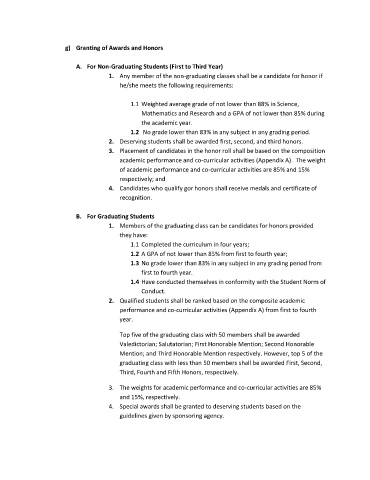 g) Granting of Awards and Honors
A. For Non-Graduating Students (First to Third Year)
1. Any member of the non-graduating classes shall be a candidate for honor if
he/she meets the following requirements:
1.1 Weighted average grade of not lower than 88% in Science,
Mathematics and Research and a GPA of not lower than 85% during
the academic year.
1.2 No grade lower than 83% in any subject in any grading period.
2. Deserving students shall be awarded first, second, and third honors.
3. Placement of candidates in the honor roll shall be based on the composition
academic performance and co-curricular activities (Appendix A). The weight
of academic performance and co-curricular activities are 85% and 15%
respectively; and
4. Candidates who qualify gor honors shall receive medals and certificate of
recognition.
B. For Graduating Students
1. Members of the graduating class can be candidates for honors provided
they have:
1.1 Completed the curriculum in four years;
1.2 A GPA of not lower than 85% from first to fourth year;
1.3 No grade lower than 83% in any subject in any grading period from
first to fourth year.
1.4 Have conducted themselves in conformity with the Student Norm of
Conduct.
2. Qualified students shall be ranked based on the composite academic
performance and co-curricular activities (Appendix A) from first to fourth
year.
Top five of the graduating class with 50 members shall be awarded
Valedictorian; Salutatorian; First Honorable Mention; Second Honorable
Mention; and Third Honorable Mention respectively. However, top 5 of the
graduating class with less than 50 members shall be awarded First, Second,
Third, Fourth and Fifth Honors, respectively.
3. The weights for academic performance and co-curricular activities are 85%
and 15%, respectively.
4. Special awards shall be granted to deserving students based on the
guidelines given by sponsoring agency.